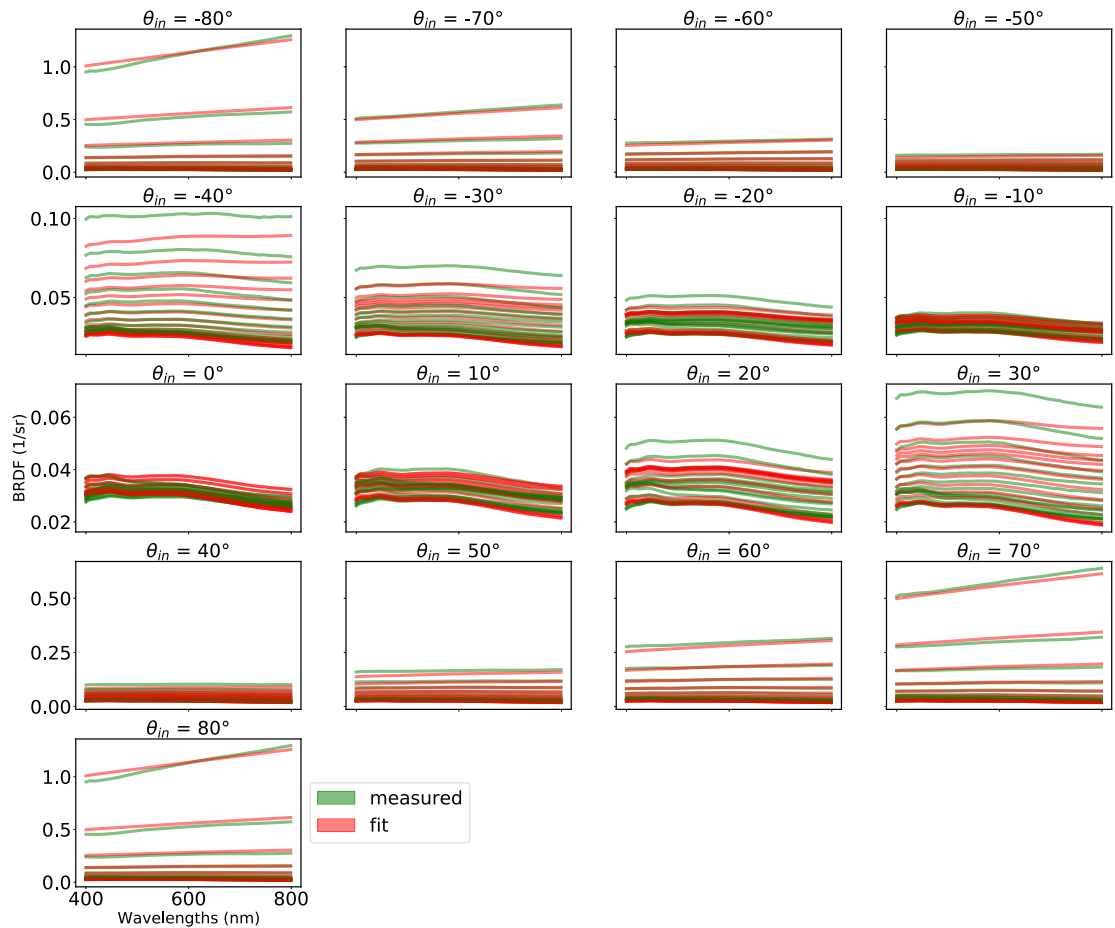 θin = -80°
θin = -70°
θin = -60°
θin = -50°
1.0
0.5
0.0
θin = -40°
θin = -30°
θin = -20°
θin = -10°
0.10
0.05
θin = 0°
θin = 10°
θin = 20°
θin = 30°
0.06
0.04
0.02
BRDF (1/sr)
θin = 40°
θin = 50°
θin = 60°
θin = 70°
0.50
0.25
0.00
θin = 80°
1.0
0.5
0.0
400 600 800
Wavelengths (nm)
measured
fit